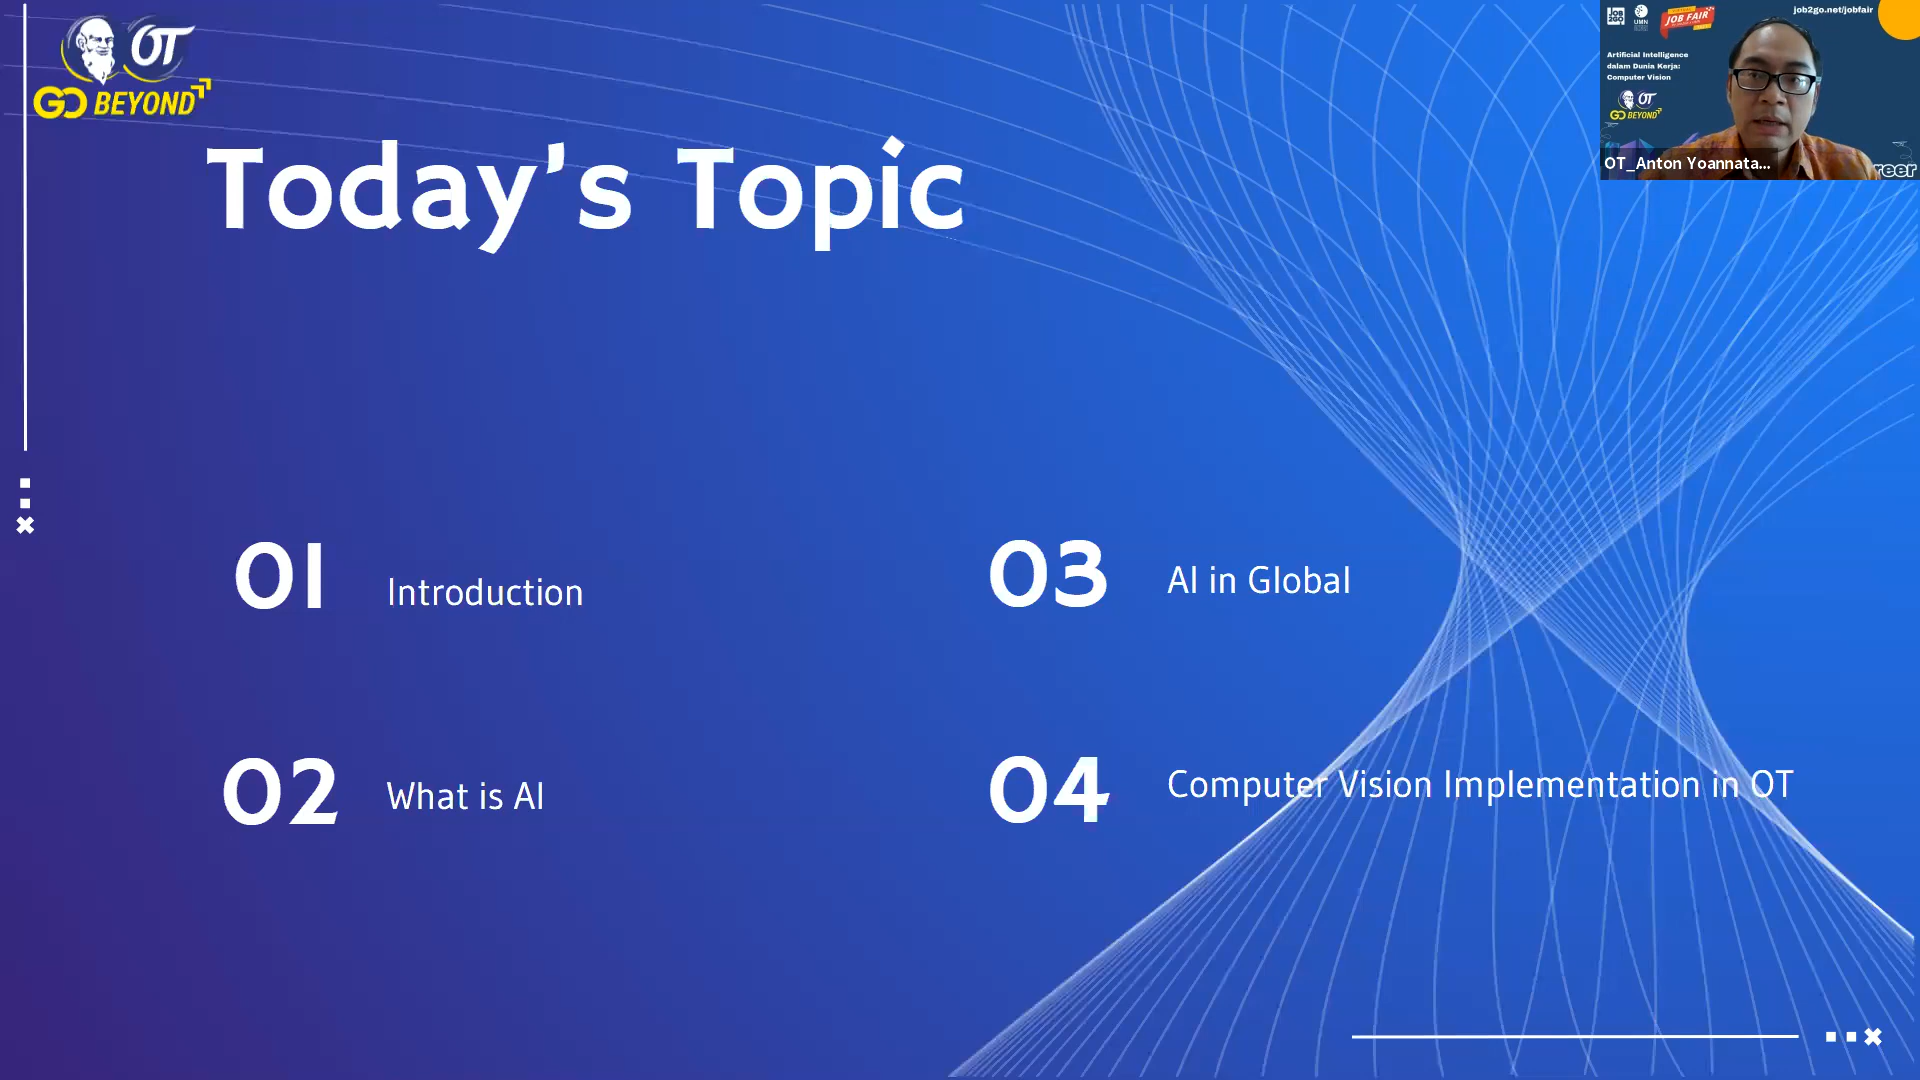 OT
GO BEYOND
Today's Topic
01 Introduction
02 What is AI
03 AI in Global
04 Computer Vision Implementation in OT
JOB2GO
UMN
JOB FAIR
job2go.net/jobfair
Artificial Intelligence
dalam Dunia Kerja:
Computer Vision
OT
GO BEYOND
OT_Anton Yoannata...
reer